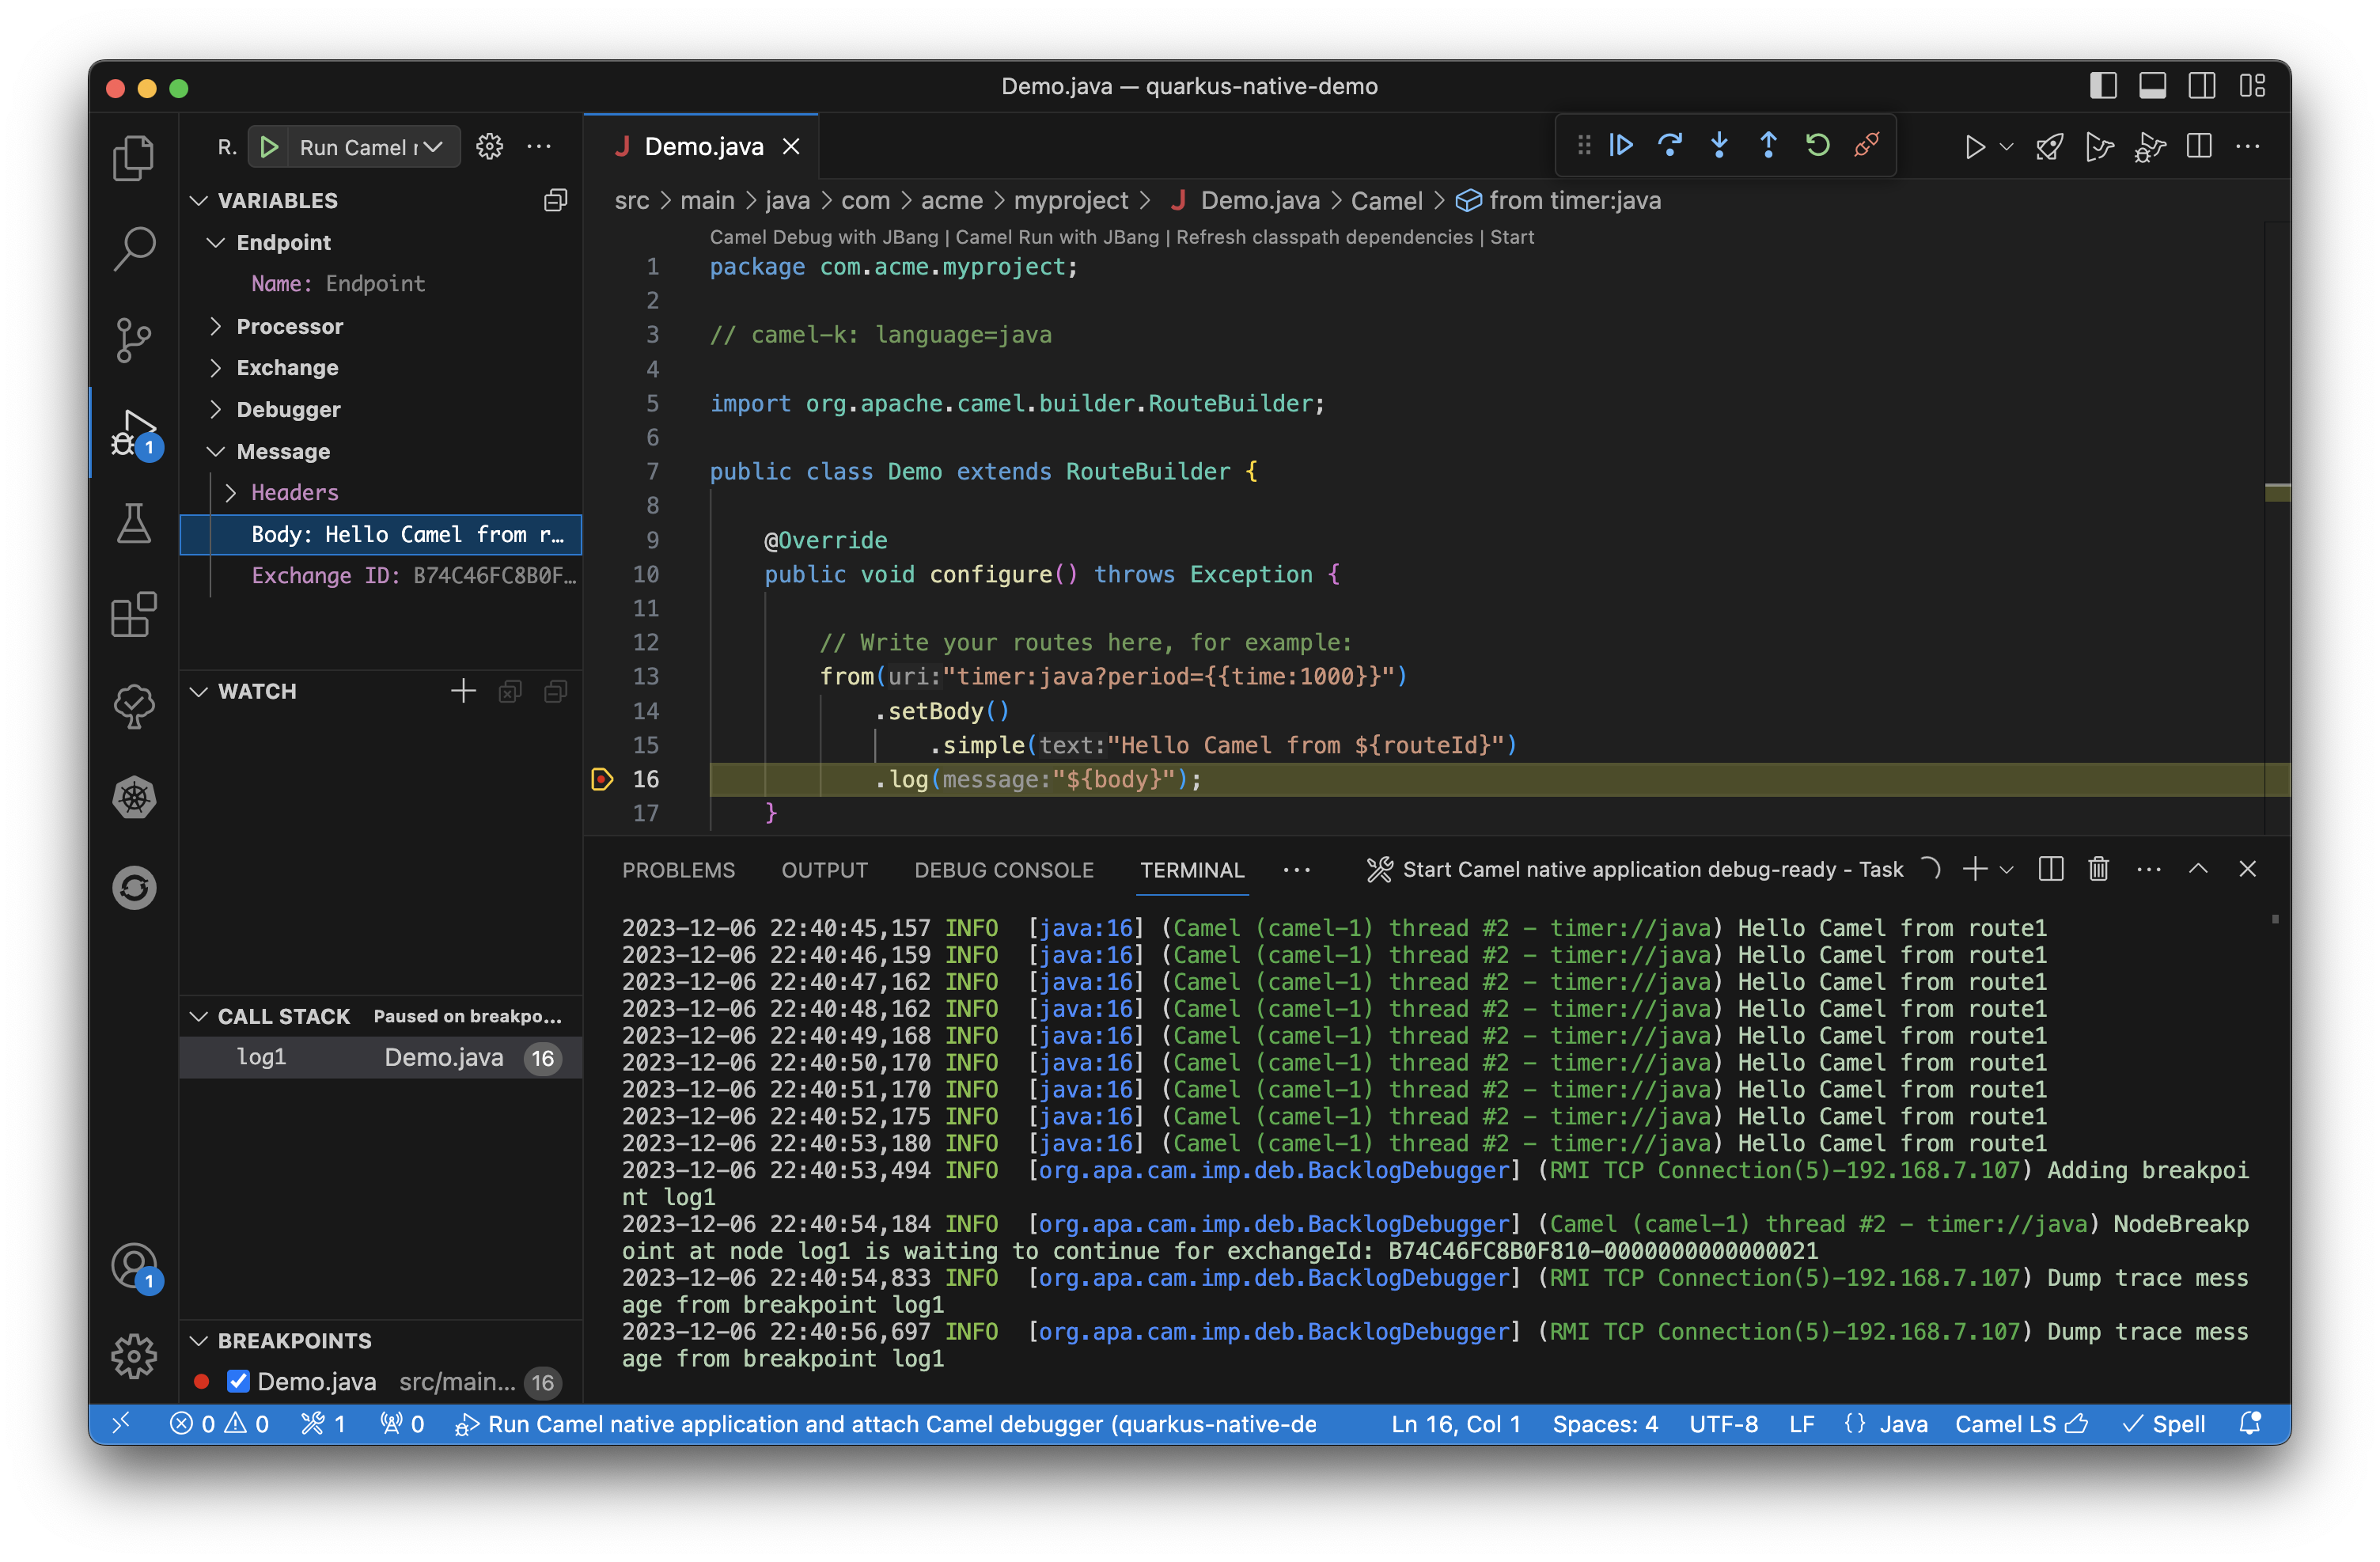 Demo.java — quarkus-native-demo
R.
Run Camel r
Demo.java
VARIABLES
Endpoint
Name: Endpoint
Processor
Exchange
Debugger
Message
Headers
Body: Hello Camel from r…
Exchange ID: B74C46FC8B0F…
WATCH
CALL STACK Paused on breakpo...
log1 Demo.java 16
BREAKPOINTS
Demo.java src/main... 16
1
1
src > main > java > com > acme > myproject > Demo.java > Camel > from timer:java
Camel Debug with JBang | Camel Run with JBang | Refresh classpath dependencies | Start
1 package com.acme.myproject;
2
3 // camel-k: language=java
4
5 import org.apache.camel.builder.RouteBuilder;
6
7 public class Demo extends RouteBuilder {
8
9 @Override
10 public void configure() throws Exception {
11
12 // Write your routes here, for example:
13 from(uri:"timer:java?period={{time:1000}}")
14 .setBody()
15 .simple(text:"Hello Camel from ${routeId}")
16 .log(message:"${body}");
17 }
PROBLEMS OUTPUT DEBUG CONSOLE TERMINAL Start Camel native application debug-ready - Task
2023-12-06 22:40:45,157 INFO [java:16] (Camel (camel-1) thread #2 - timer://java) Hello Camel from route1
2023-12-06 22:40:46,159 INFO [java:16] (Camel (camel-1) thread #2 - timer://java) Hello Camel from route1
2023-12-06 22:40:47,162 INFO [java:16] (Camel (camel-1) thread #2 - timer://java) Hello Camel from route1
2023-12-06 22:40:48,162 INFO [java:16] (Camel (camel-1) thread #2 - timer://java) Hello Camel from route1
2023-12-06 22:40:49,168 INFO [java:16] (Camel (camel-1) thread #2 - timer://java) Hello Camel from route1
2023-12-06 22:40:50,170 INFO [java:16] (Camel (camel-1) thread #2 - timer://java) Hello Camel from route1
2023-12-06 22:40:51,170 INFO [java:16] (Camel (camel-1) thread #2 - timer://java) Hello Camel from route1
2023-12-06 22:40:52,175 INFO [java:16] (Camel (camel-1) thread #2 - timer://java) Hello Camel from route1
2023-12-06 22:40:53,180 INFO [java:16] (Camel (camel-1) thread #2 - timer://java) Hello Camel from route1
2023-12-06 22:40:53,494 INFO [org.apa.cam.imp.deb.BacklogDebugger] (RMI TCP Connection(5)-192.168.7.107) Adding breakpoi
nt log1
2023-12-06 22:40:54,184 INFO [org.apa.cam.imp.deb.BacklogDebugger] (Camel (camel-1) thread #2 - timer://java) NodeBreakp
oint at node log1 is waiting to continue for exchangeId: B74C46FC8B0F810-0000000000000021
2023-12-06 22:40:54,833 INFO [org.apa.cam.imp.deb.BacklogDebugger] (RMI TCP Connection(5)-192.168.7.107) Dump trace mess
age from breakpoint log1
2023-12-06 22:40:56,697 INFO [org.apa.cam.imp.deb.BacklogDebugger] (RMI TCP Connection(5)-192.168.7.107) Dump trace mess
age from breakpoint log1
0 0 1 0 Run Camel native application and attach Camel debugger (quarkus-native-de Ln 16, Col 1 Spaces: 4 UTF-8 LF {} Java Camel LS Spell